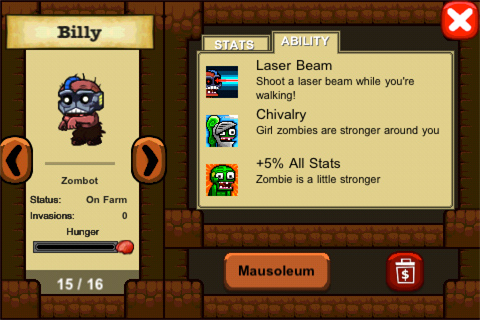 Billy
Zombot
Status: On Farm
Invasions: 0
Hunger
15 / 16
STATS
ABILITY
Laser Beam
Shoot a laser beam while you're
walking!
Chivalry
Girl zombies are stronger around you
+5% All Stats
Zombie is a little stronger
Mausoleum
$